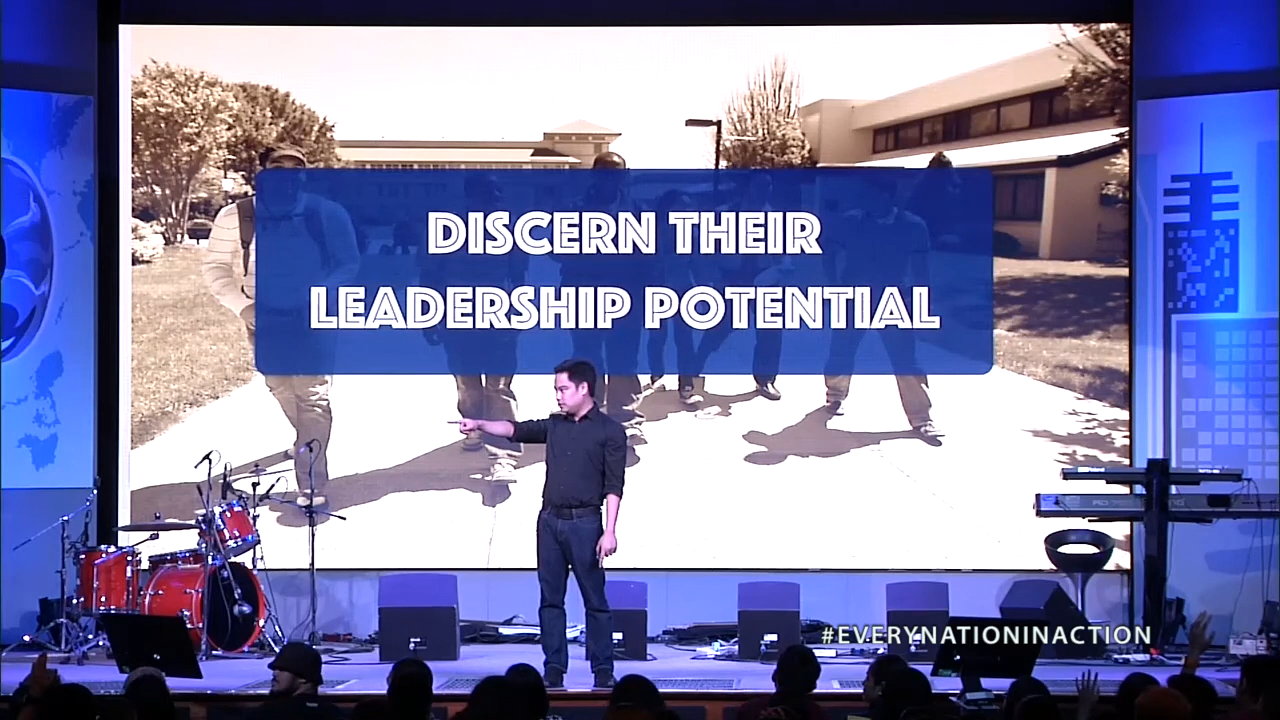 DISCERN THEIR
LEADERSHIP POTENTIAL
#EVERYNATIONINACTION